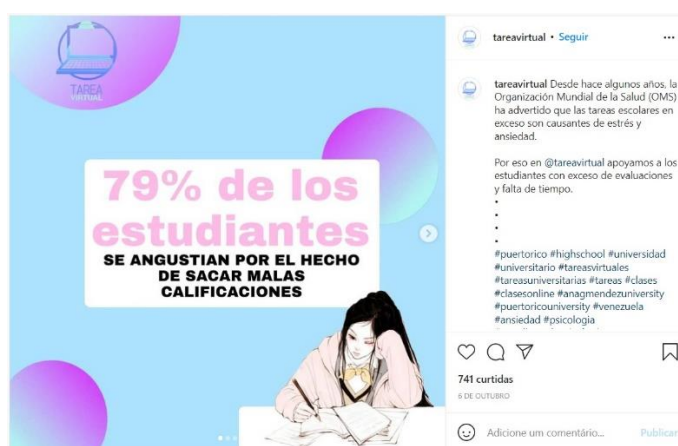 TAREA
VIRTUAL
79% de los
estudiantes
SE ANGUSTIAN POR EL HECHO
DE SACAR MALAS
CALIFICACIONES
tareavirtual • Seguir
tareavirtual Desde hace algunos años, la
Organización Mundial de la Salud (OMS)
ha advertido que las tareas escolares en
exceso son causantes de estrés y
ansiedad.
Por eso en @tareavirtual apoyamos a los
estudiantes con exceso de evaluaciones
y falta de tiempo.
•
•
•
•
#puertorico #highschool #universidad
#universitario #tareasvirtuales
#tareasuniversitarias #tareas #clases
#clasesonline #anagmendezuniversity
#puertoricouniversity #venezuela
#ansiedad #psicologia
741 curtidas
6 DE OUTUBRO
Adicione um comentário... Publicar